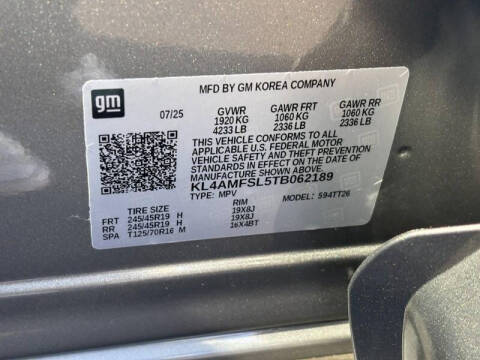 gm
MFD BY GM KOREA COMPANY
07/25 GVWR GAWR FRT GAWR RR
1920 KG 1060 KG 1060 KG
4233 LB 2336 LB 2336 LB
THIS VEHICLE CONFORMS TO ALL
APPLICABLE U.S. FEDERAL MOTOR
VEHICLE SAFETY, BUMPER, AND THEFT PREVENTION
STANDARDS IN EFFECT ON THE DATE OF
MANUFACTURE SHOWN ABOVE.
KL4AMFSL5TB062189
TYPE: MPV MODEL: 594TT26
TIRE SIZE RIM
FRT 245/45R19 H 19X8J
RR 245/45R19 H 19X8J
SPA T125/70R16 M 16X4BT